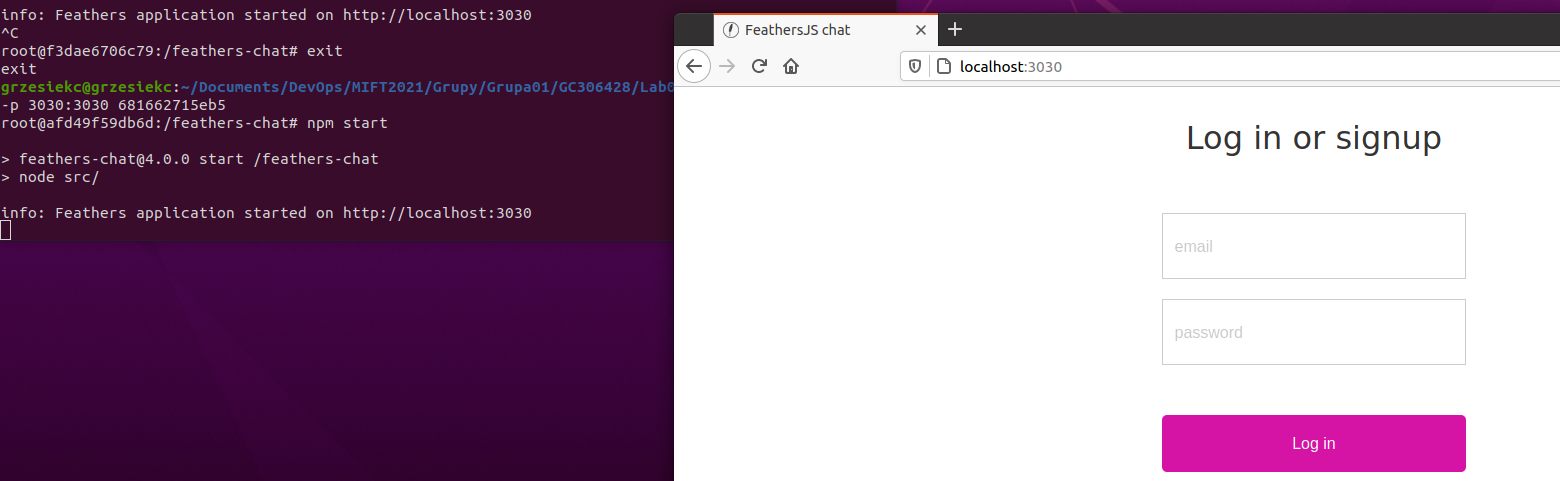 info: Feathers application started on http://localhost:3030
^C
root@f3dae6706c79:/feathers-chat# exit
exit
grzesiekc@grzesiekc:~/Documents/DevOps/MIFT2021/Grupy/Grupa01/GC306428/Lab0
-p 3030:3030 681662715eb5
root@afd49f59db6d:/feathers-chat# npm start
> feathers-chat@4.0.0 start /feathers-chat
> node src/
info: Feathers application started on http://localhost:3030
FeathersJS chat
localhost:3030
Log in or signup
email
password
Log in